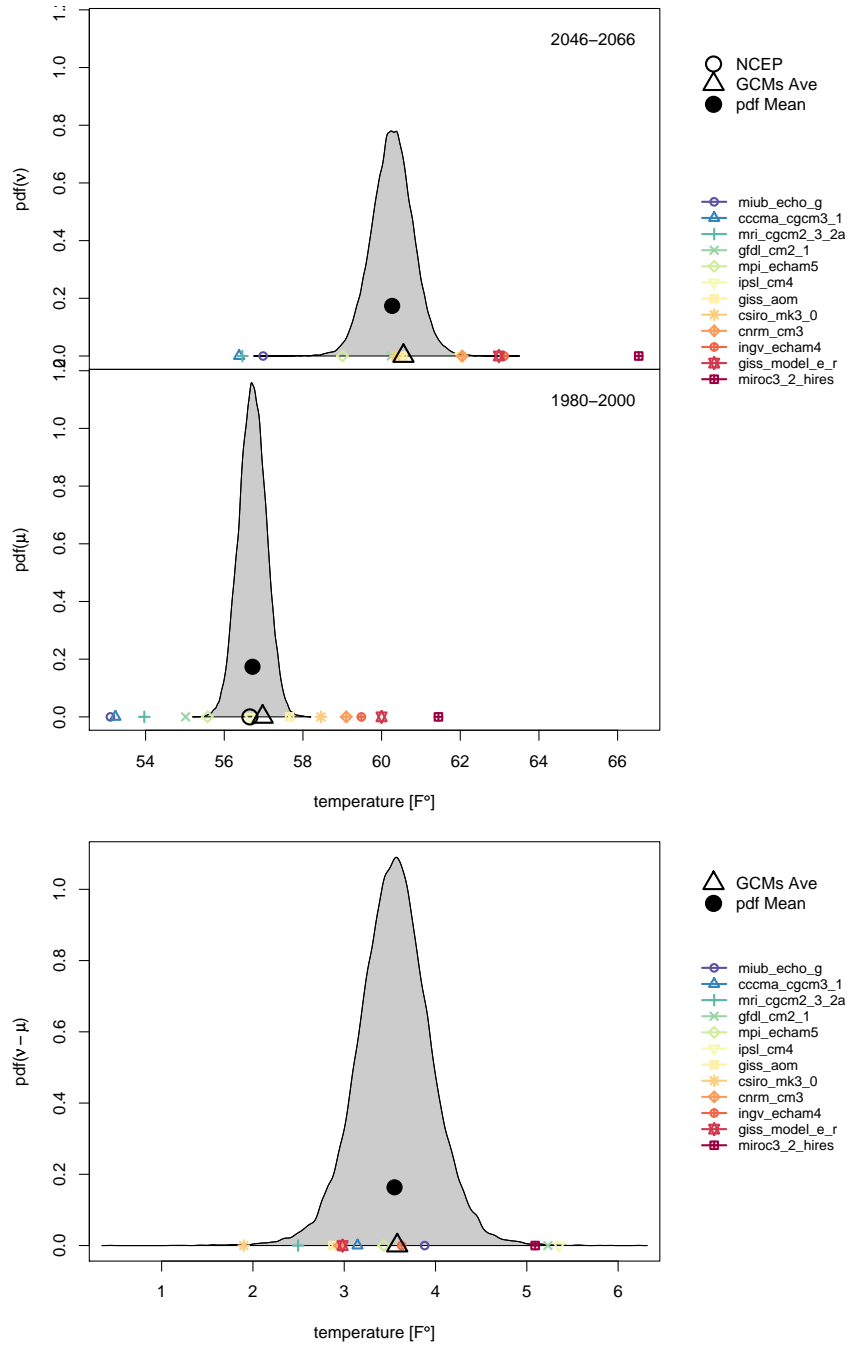 2046−2066
NCEP
GCMs Ave
pdf Mean
pdf(ν)
0.0 0.2 0.4 0.6 0.8 1.0 1.2
miub_echo_g
cccma_cgcm3_1
mri_cgcm2_3_2a
gfdl_cm2_1
mpi_echam5
ipsl_cm4
giss_aom
csiro_mk3_0
cnrm_cm3
ingv_echam4
giss_model_e_r
miroc3_2_hires
1980−2000
pdf(μ)
0.0 0.2 0.4 0.6 0.8 1.0 1.2
54 56 58 60 62 64 66
temperature [F°]
GCMs Ave
pdf Mean
pdf(ν − μ)
0.0 0.2 0.4 0.6 0.8 1.0
miub_echo_g
cccma_cgcm3_1
mri_cgcm2_3_2a
gfdl_cm2_1
mpi_echam5
ipsl_cm4
giss_aom
csiro_mk3_0
cnrm_cm3
ingv_echam4
giss_model_e_r
miroc3_2_hires
1 2 3 4 5 6
temperature [F°]